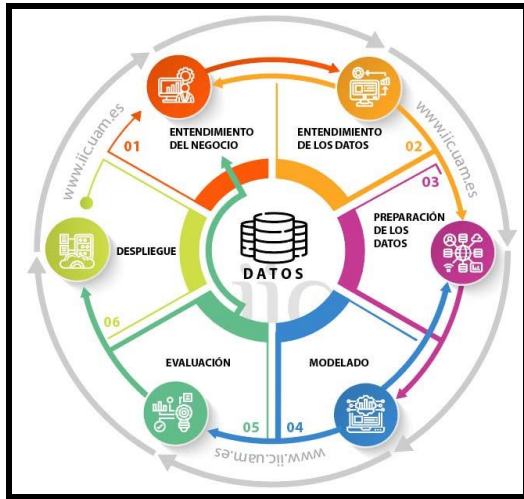 www.iic.uam.es
www.iic.uam.es
01
ENTENDIMIENTO
DEL NEGOCIO
ENTENDIMIENTO
DE LOS DATOS
02
03
PREPARACIÓN
DE LOS
DATOS
DESPLIEGUE
DATOS
iic
06
EVALUACIÓN
MODELADO
05
04
www.iic.uam.es